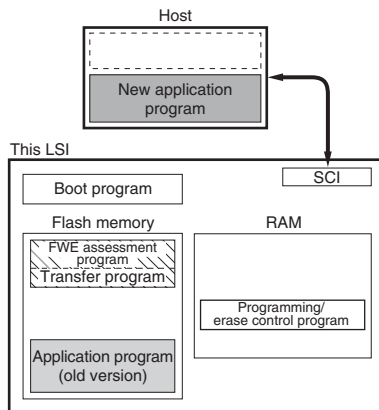 Host
New application
program
This LSI
SCI
Boot program
Flash memory
RAM
FWE assessment
program
Transfer program
Programming/
erase control program
Application program
(old version)